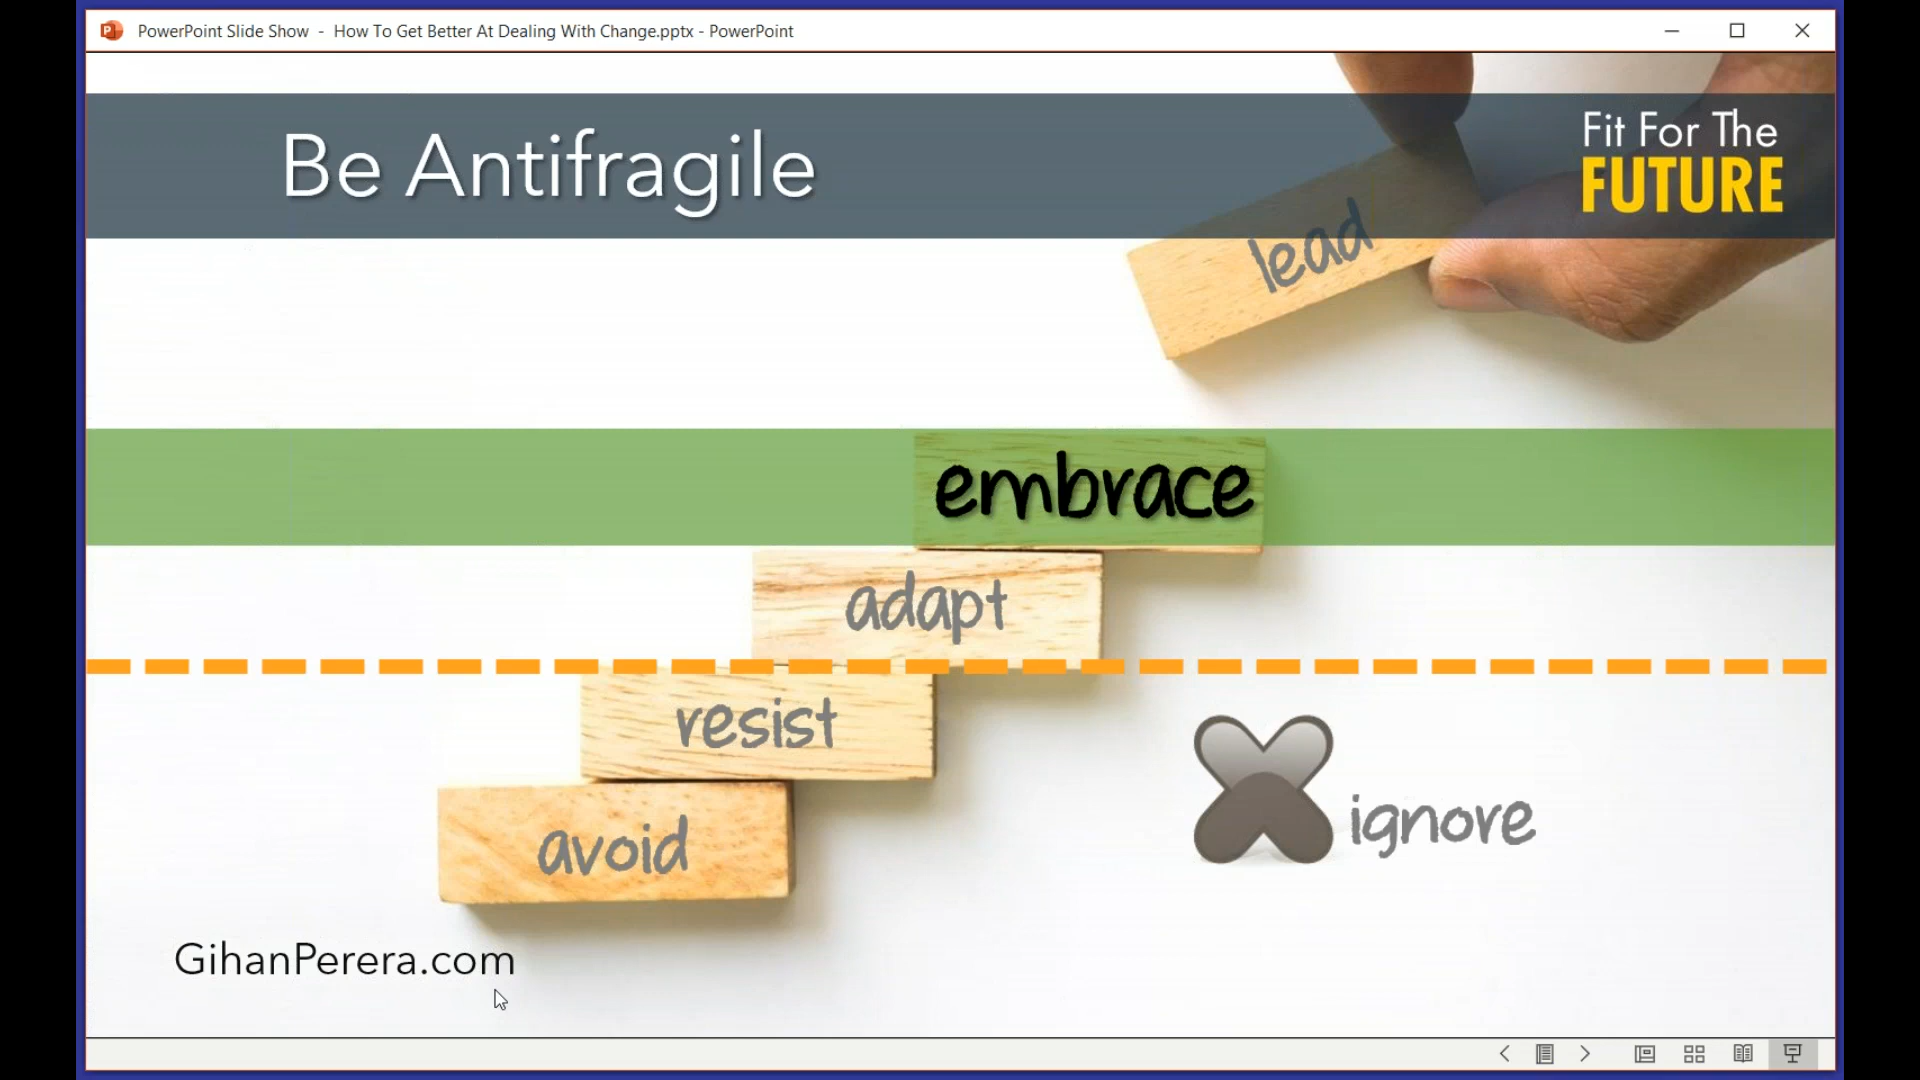 PowerPoint Slide Show - How To Get Better At Dealing With Change.pptx - PowerPoint
Be Antifragile
Fit For The
FUTURE
lead
embrace
adapt
resist
avoid
ignore
GihanPerera.com